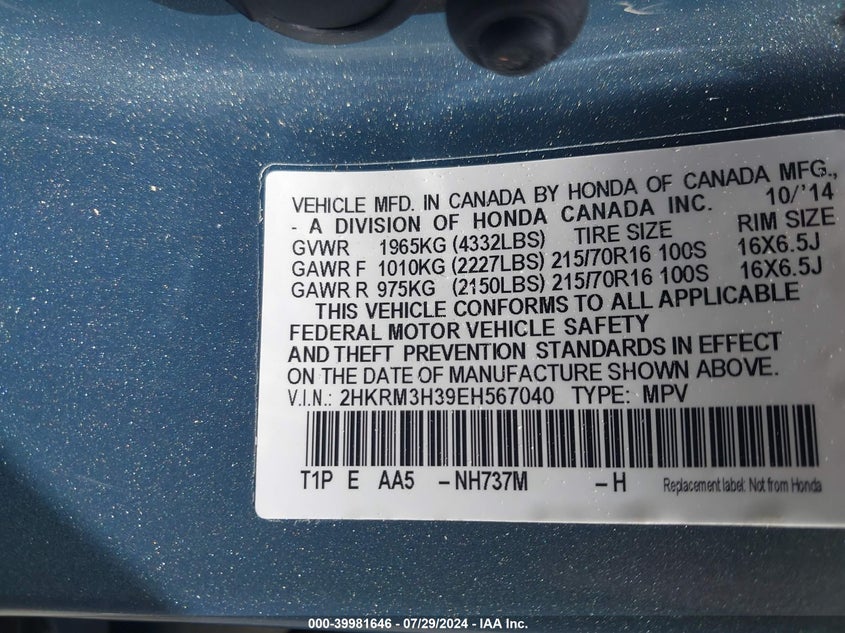 VEHICLE MFD. IN CANADA BY HONDA OF CANADA MFG.,
- A DIVISION OF HONDA CANADA INC. 10/'14
GVWR 1965KG (4332LBS) TIRE SIZE RIM SIZE
GAWR F 1010KG (2227LBS) 215/70R16 100S 16X6.5J
GAWR R 975KG (2150LBS) 215/70R16 100S 16X6.5J
THIS VEHICLE CONFORMS TO ALL APPLICABLE
FEDERAL MOTOR VEHICLE SAFETY
AND THEFT PREVENTION STANDARDS IN EFFECT
ON THE DATE OF MANUFACTURE SHOWN ABOVE.
V.I.N.: 2HKRM3H39EH567040 TYPE: MPV
T1P E AA5 -NH737M -H Replacement label: Not from Honda
000-39981646 - 07/29/2024 - IAA Inc.